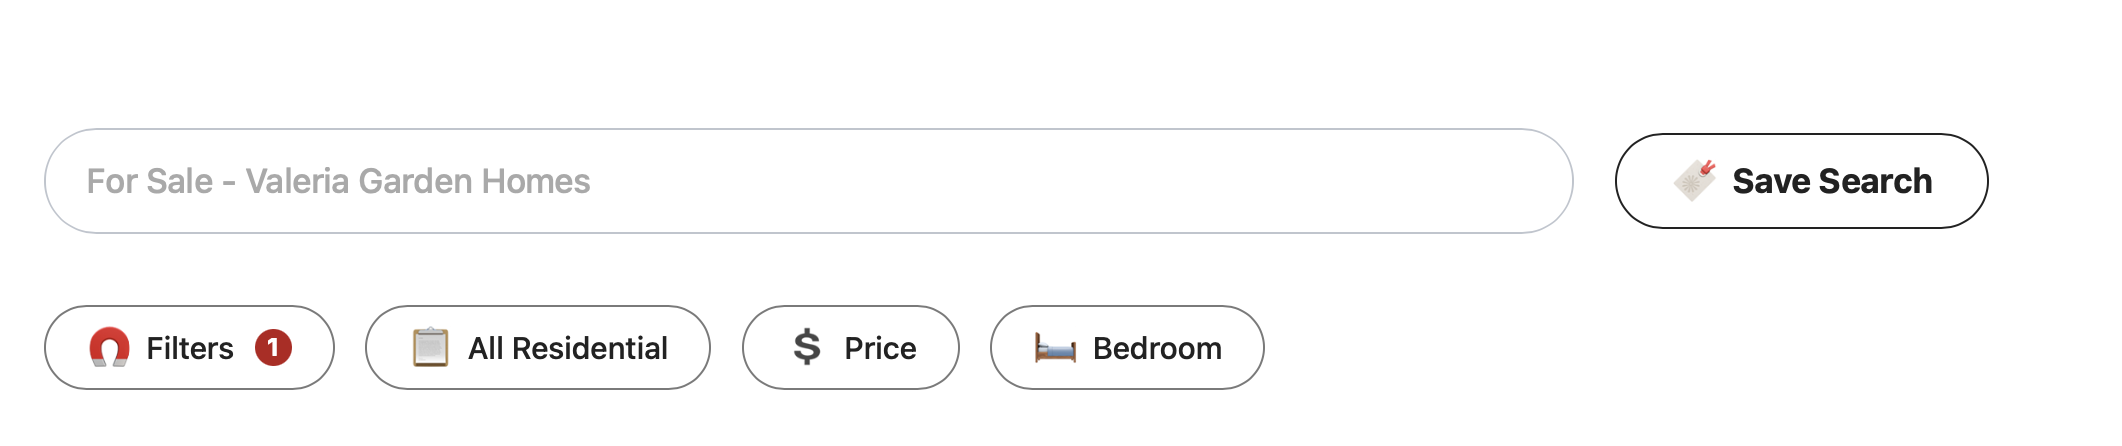 For Sale - Valeria Garden Homes
Save Search
Filters 1
All Residential
$ Price
Bedroom